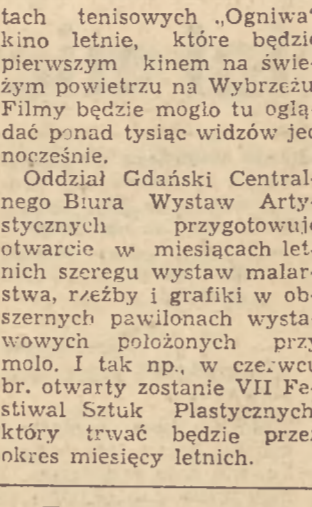 tach tenisowych „Ogniwa"
kino letnie, które będzie
pierwszym kinem na świe-
żym powietrzu na Wybrzeżu
Filmy będzie mogło tu oglą-
dać ponad tysiąc widzów jed
nocześnie.
Oddział Gdański Central-
nego Biura Wystaw Arty-
stycznych przygotowuje
otwarcie w miesiącach let-
nich szeregu wystaw malar-
stwa, rzeźby i grafiki w ob-
szernych pawilonach wysta-
wowych położonych przy
molo. I tak np., w czerwcu
br. otwarty zostanie VII Fe-
stiwal Sztuk Plastycznych
który trwać będzie przez
okres miesięcy letnich.